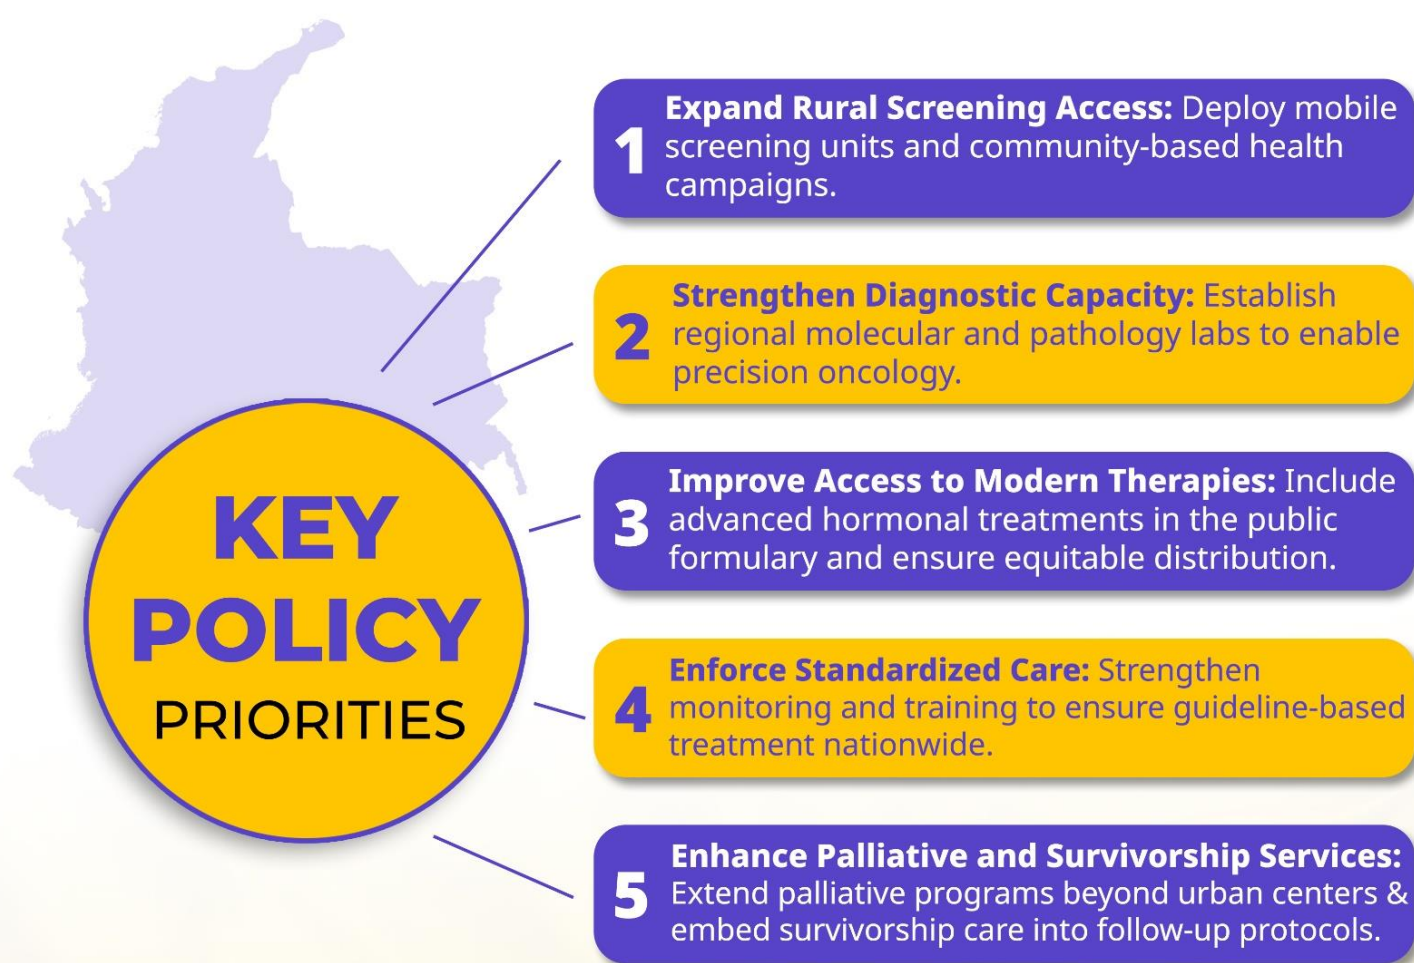 KEY
POLICY
PRIORITIES
1
Expand Rural Screening Access: Deploy mobile
screening units and community-based health
campaigns.
2
Strengthen Diagnostic Capacity: Establish
regional molecular and pathology labs to enable
precision oncology.
3
Improve Access to Modern Therapies: Include
advanced hormonal treatments in the public
formulary and ensure equitable distribution.
4
Enforce Standardized Care: Strengthen
monitoring and training to ensure guideline-based
treatment nationwide.
5
Enhance Palliative and Survivorship Services:
Extend palliative programs beyond urban centers &
embed survivorship care into follow-up protocols.